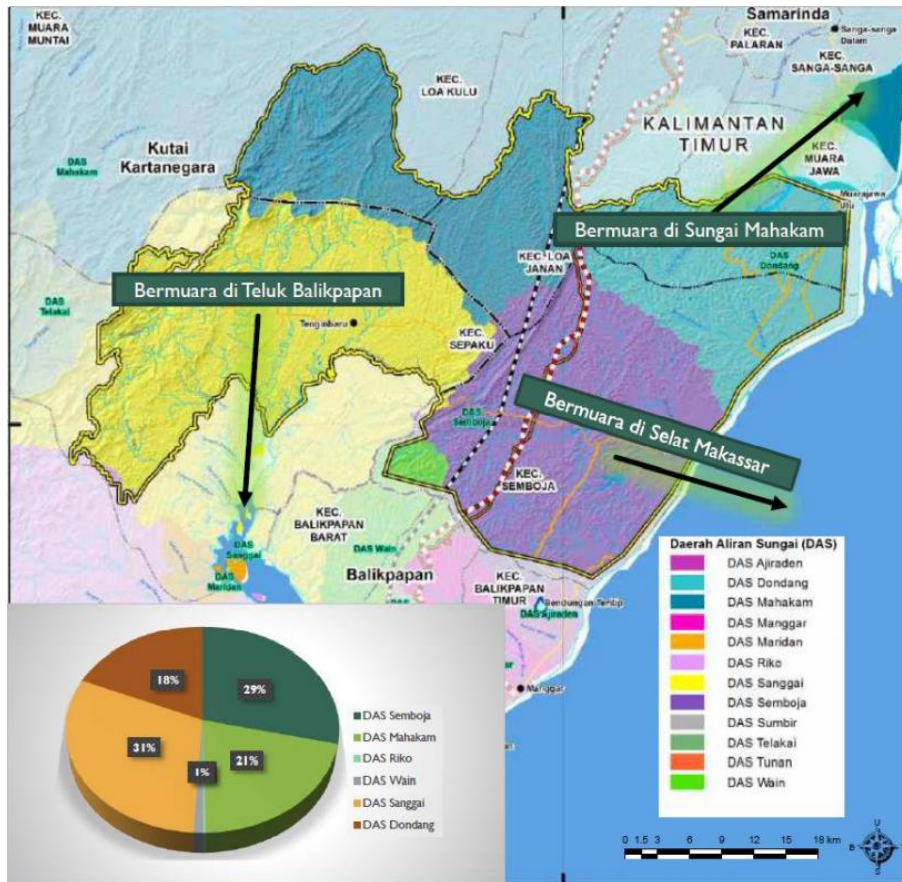 KEC.
MUARA
MUNTAI
KEC.
LOA KULU
Samarinda
KEC.
PALARAN
Sanga-sanga
Dalam
KEC.
SANGA-SANGA
KALIMANTAN
TIMUR
DAS
Mahakam
Kutai
Kartanegara
KEC.
MUARA
JAWA
Muarajawa
Ulu
Bermuara di Sungai Mahakam
KEC. LOA
JANAN
DAS
Dondang
Bermuara di Teluk Balikpapan
DAS
Telakai
KEC.
SEPAKU
DAS
Semboja
Bermuara di Selat Makassar
KEC.
SEMBOJA
KEC.
BALIKPAPAN
BARAT
DAS Wain
DAS
Sanggai
DAS
Maridan
Balikpapan
KEC.
BALIKPAPAN
TIMUR
DAS
Ajiraden
Manggar
Daerah Aliran Sungai (DAS)
DAS Ajiraden
DAS Dondang
DAS Mahakam
DAS Manggar
DAS Maridan
DAS Riko
DAS Sanggai
DAS Semboja
DAS Sumbir
DAS Telakai
DAS Tunan
DAS Wain
18%
29%
31%
1%
21%
DAS Semboja
DAS Mahakam
DAS Riko
DAS Wain
DAS Sanggai
DAS Dondang
0 1.5 3 6 9 12 15 18 km
U
B
S